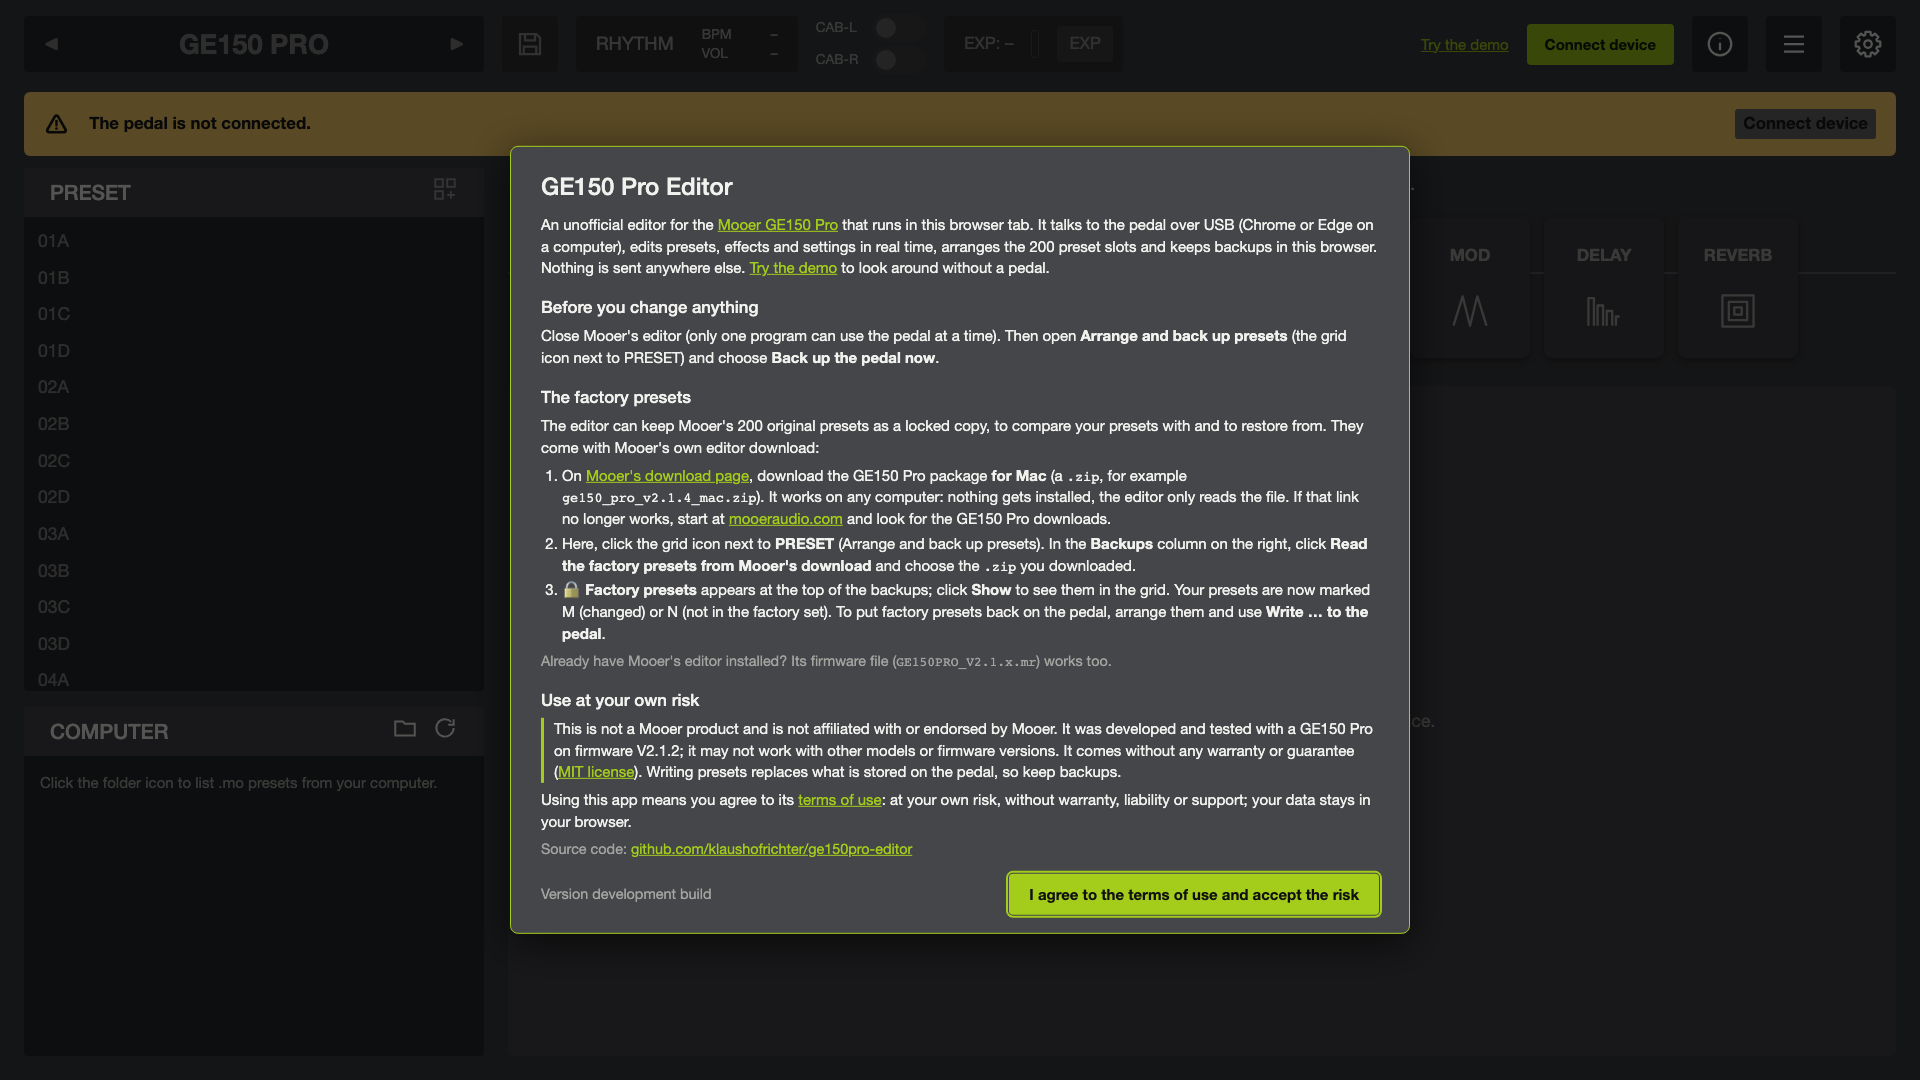 GE150 PRO
RHYTHM
BPM –
VOL –
CAB-L
CAB-R
EXP: –
EXP
Try the demo
Connect device
The pedal is not connected.
Connect device
PRESET
01A
01B
01C
01D
02A
02B
02C
02D
03A
03B
03C
03D
04A
COMPUTER
Click the folder icon to list .mo presets from your computer.
MOD
DELAY
REVERB
ce.
GE150 Pro Editor
An unofficial editor for the Mooer GE150 Pro that runs in this browser tab. It talks to the pedal over USB (Chrome or Edge on
a computer), edits presets, effects and settings in real time, arranges the 200 preset slots and keeps backups in this browser.
Nothing is sent anywhere else. Try the demo to look around without a pedal.
Before you change anything
Close Mooer's editor (only one program can use the pedal at a time). Then open Arrange and back up presets (the grid
icon next to PRESET) and choose Back up the pedal now.
The factory presets
The editor can keep Mooer's 200 original presets as a locked copy, to compare your presets with and to restore from. They
come with Mooer's own editor download:
1. On Mooer's download page, download the GE150 Pro package for Mac (a .zip, for example
ge150_pro_v2.1.4_mac.zip). It works on any computer: nothing gets installed, the editor only reads the file. If that link
no longer works, start at mooeraudio.com and look for the GE150 Pro downloads.
2. Here, click the grid icon next to PRESET (Arrange and back up presets). In the Backups column on the right, click Read
the factory presets from Mooer's download and choose the .zip you downloaded.
3. 🔒 Factory presets appears at the top of the backups; click Show to see them in the grid. Your presets are now marked
M (changed) or N (not in the factory set). To put factory presets back on the pedal, arrange them and use Write … to the
pedal.
Already have Mooer's editor installed? Its firmware file (GE150PRO_V2.1.x.mr) works too.
Use at your own risk
This is not a Mooer product and is not affiliated with or endorsed by Mooer. It was developed and tested with a GE150 Pro
on firmware V2.1.2; it may not work with other models or firmware versions. It comes without any warranty or guarantee
(MIT license). Writing presets replaces what is stored on the pedal, so keep backups.
Using this app means you agree to its terms of use: at your own risk, without warranty, liability or support; your data stays in
your browser.
Source code: github.com/klaushofrichter/ge150pro-editor
Version development build
I agree to the terms of use and accept the risk